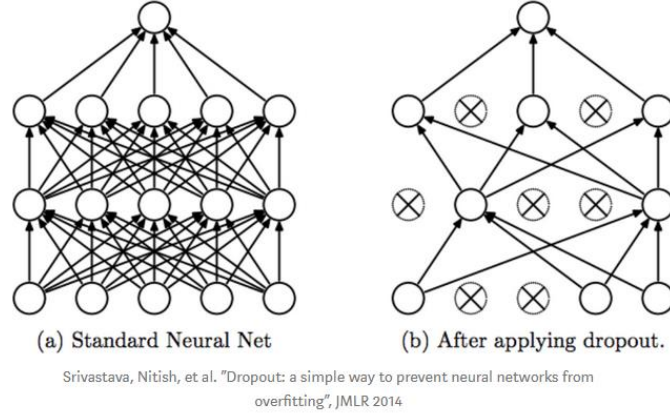 (a) Standard Neural Net
(b) After applying dropout.
Srivastava, Nitish, et al. "Dropout: a simple way to prevent neural networks from
overfitting", JMLR 2014